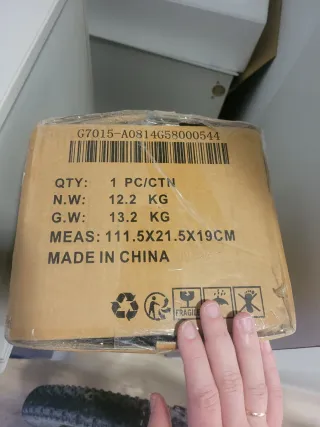 G7015-A0814G58000544
QTY: 1 PC/CTN
N.W: 12.2 KG
G.W: 13.2 KG
MEAS: 111.5X21.5X19CM
MADE IN CHINA
FRAGILE